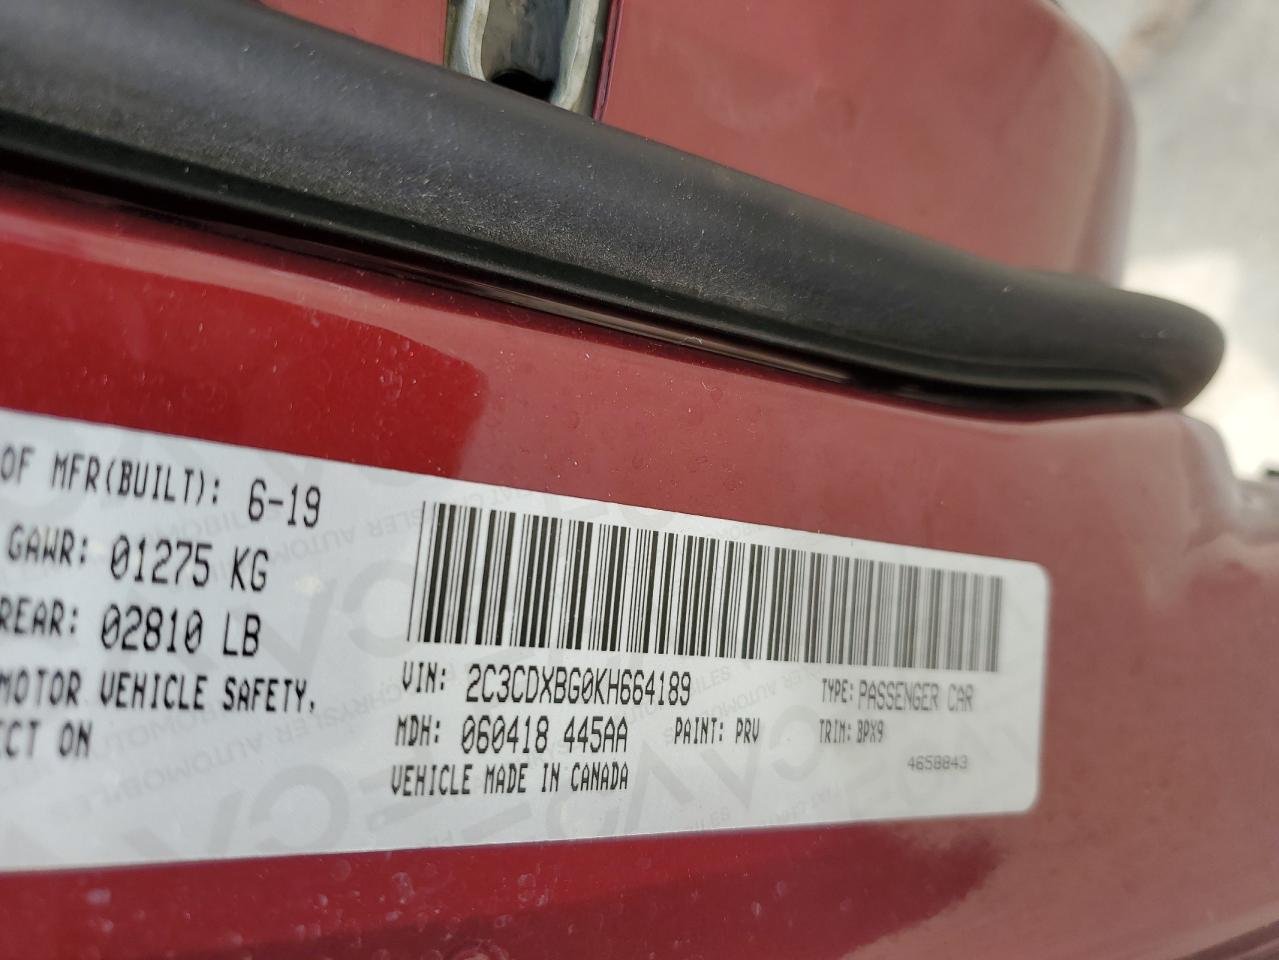 OF MFR(BUILT): 6-19
GAWR: 01275 KG
REAR: 02810 LB
MOTOR VEHICLE SAFETY,
ON
VIN: 2C3CDXBG0KH664189 TYPE: PASSENGER CAR
MDH: 060418 445AA PAINT: PRV TRIM: BPX9
VEHICLE MADE IN CANADA 4658843